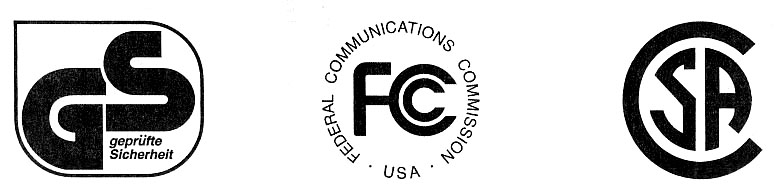 GS
geprüfte
Sicherheit
FEDERAL COMMUNICATIONS COMMISSION
FCC
· USA ·
CSA